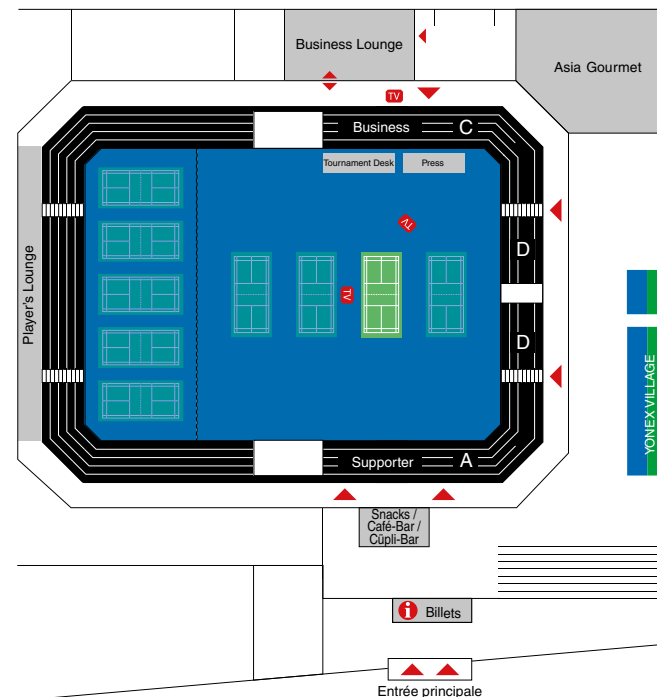 Business Lounge
Asia Gourmet
TV
Business C
Tournament Desk Press
TV
Player's Lounge
D
TV
D
YONEX VILLAGE
Supporter A
Snacks /
Café-Bar /
Cüpli-Bar
i Billets
Entrée principale